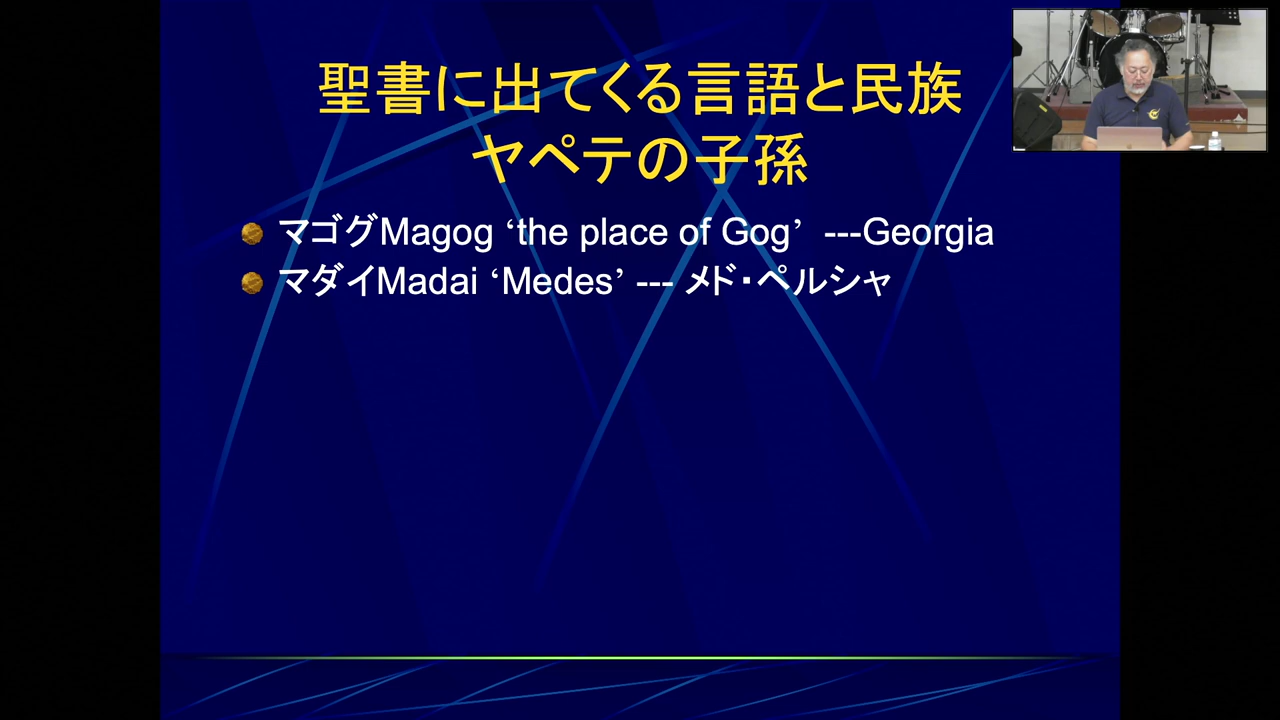 聖書に出てくる言語と民族
ヤペテの子孫
マゴグMagog ‘the place of Gog’ ---Georgia
マダイMadai ‘Medes’ --- メド・ペルシャ